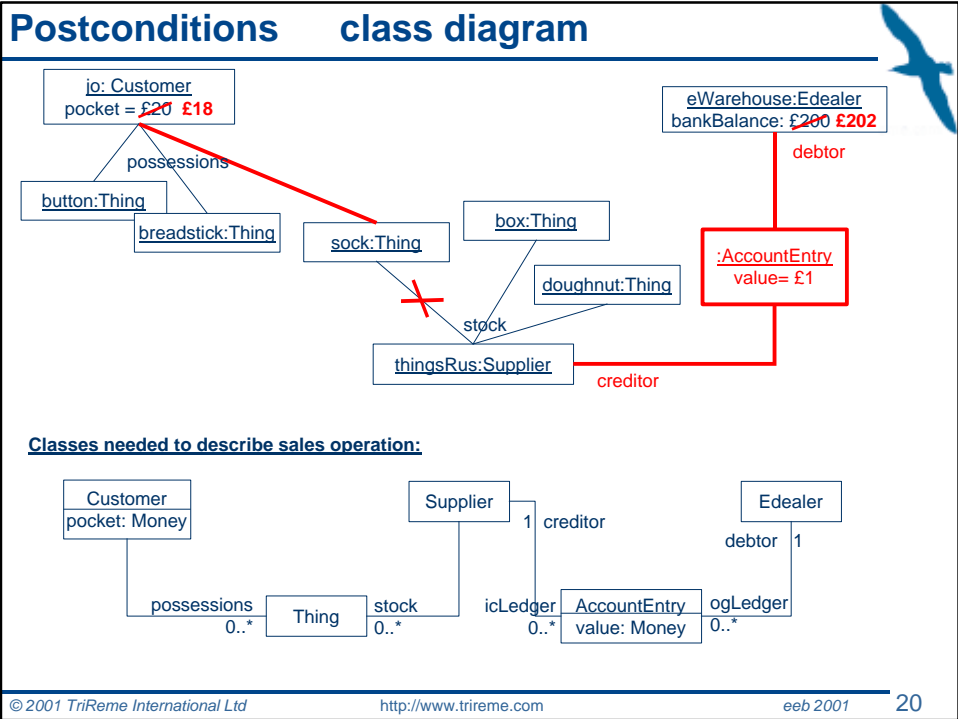 Postconditions class diagram
jo: Customer
pocket = £20 £18
eWarehouse:Edealer
bankBalance: £200 £202
debtor
possessions
button:Thing
breadstick:Thing
sock:Thing
box:Thing
doughnut:Thing
:AccountEntry
value= £1
stock
thingsRus:Supplier
creditor
Classes needed to describe sales operation:
Customer
pocket: Money
Supplier
Edealer
1 creditor
debtor 1
possessions
0..*
Thing
stock
0..*
icLedger
0..*
AccountEntry
value: Money
ogLedger
0..*
© 2001 TriReme International Ltd http://www.trireme.com eeb 2001 20